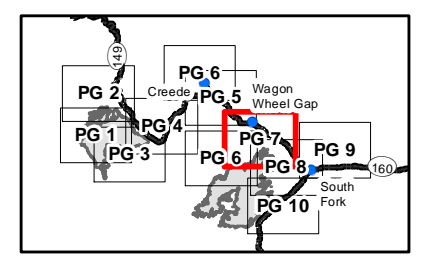 149
PG 6
PG 2
Creede
Wagon
Wheel Gap
PG 5
PG 4
PG 1
PG 3
PG 7
PG 9
PG 6
PG 8
160
South
Fork
PG 10